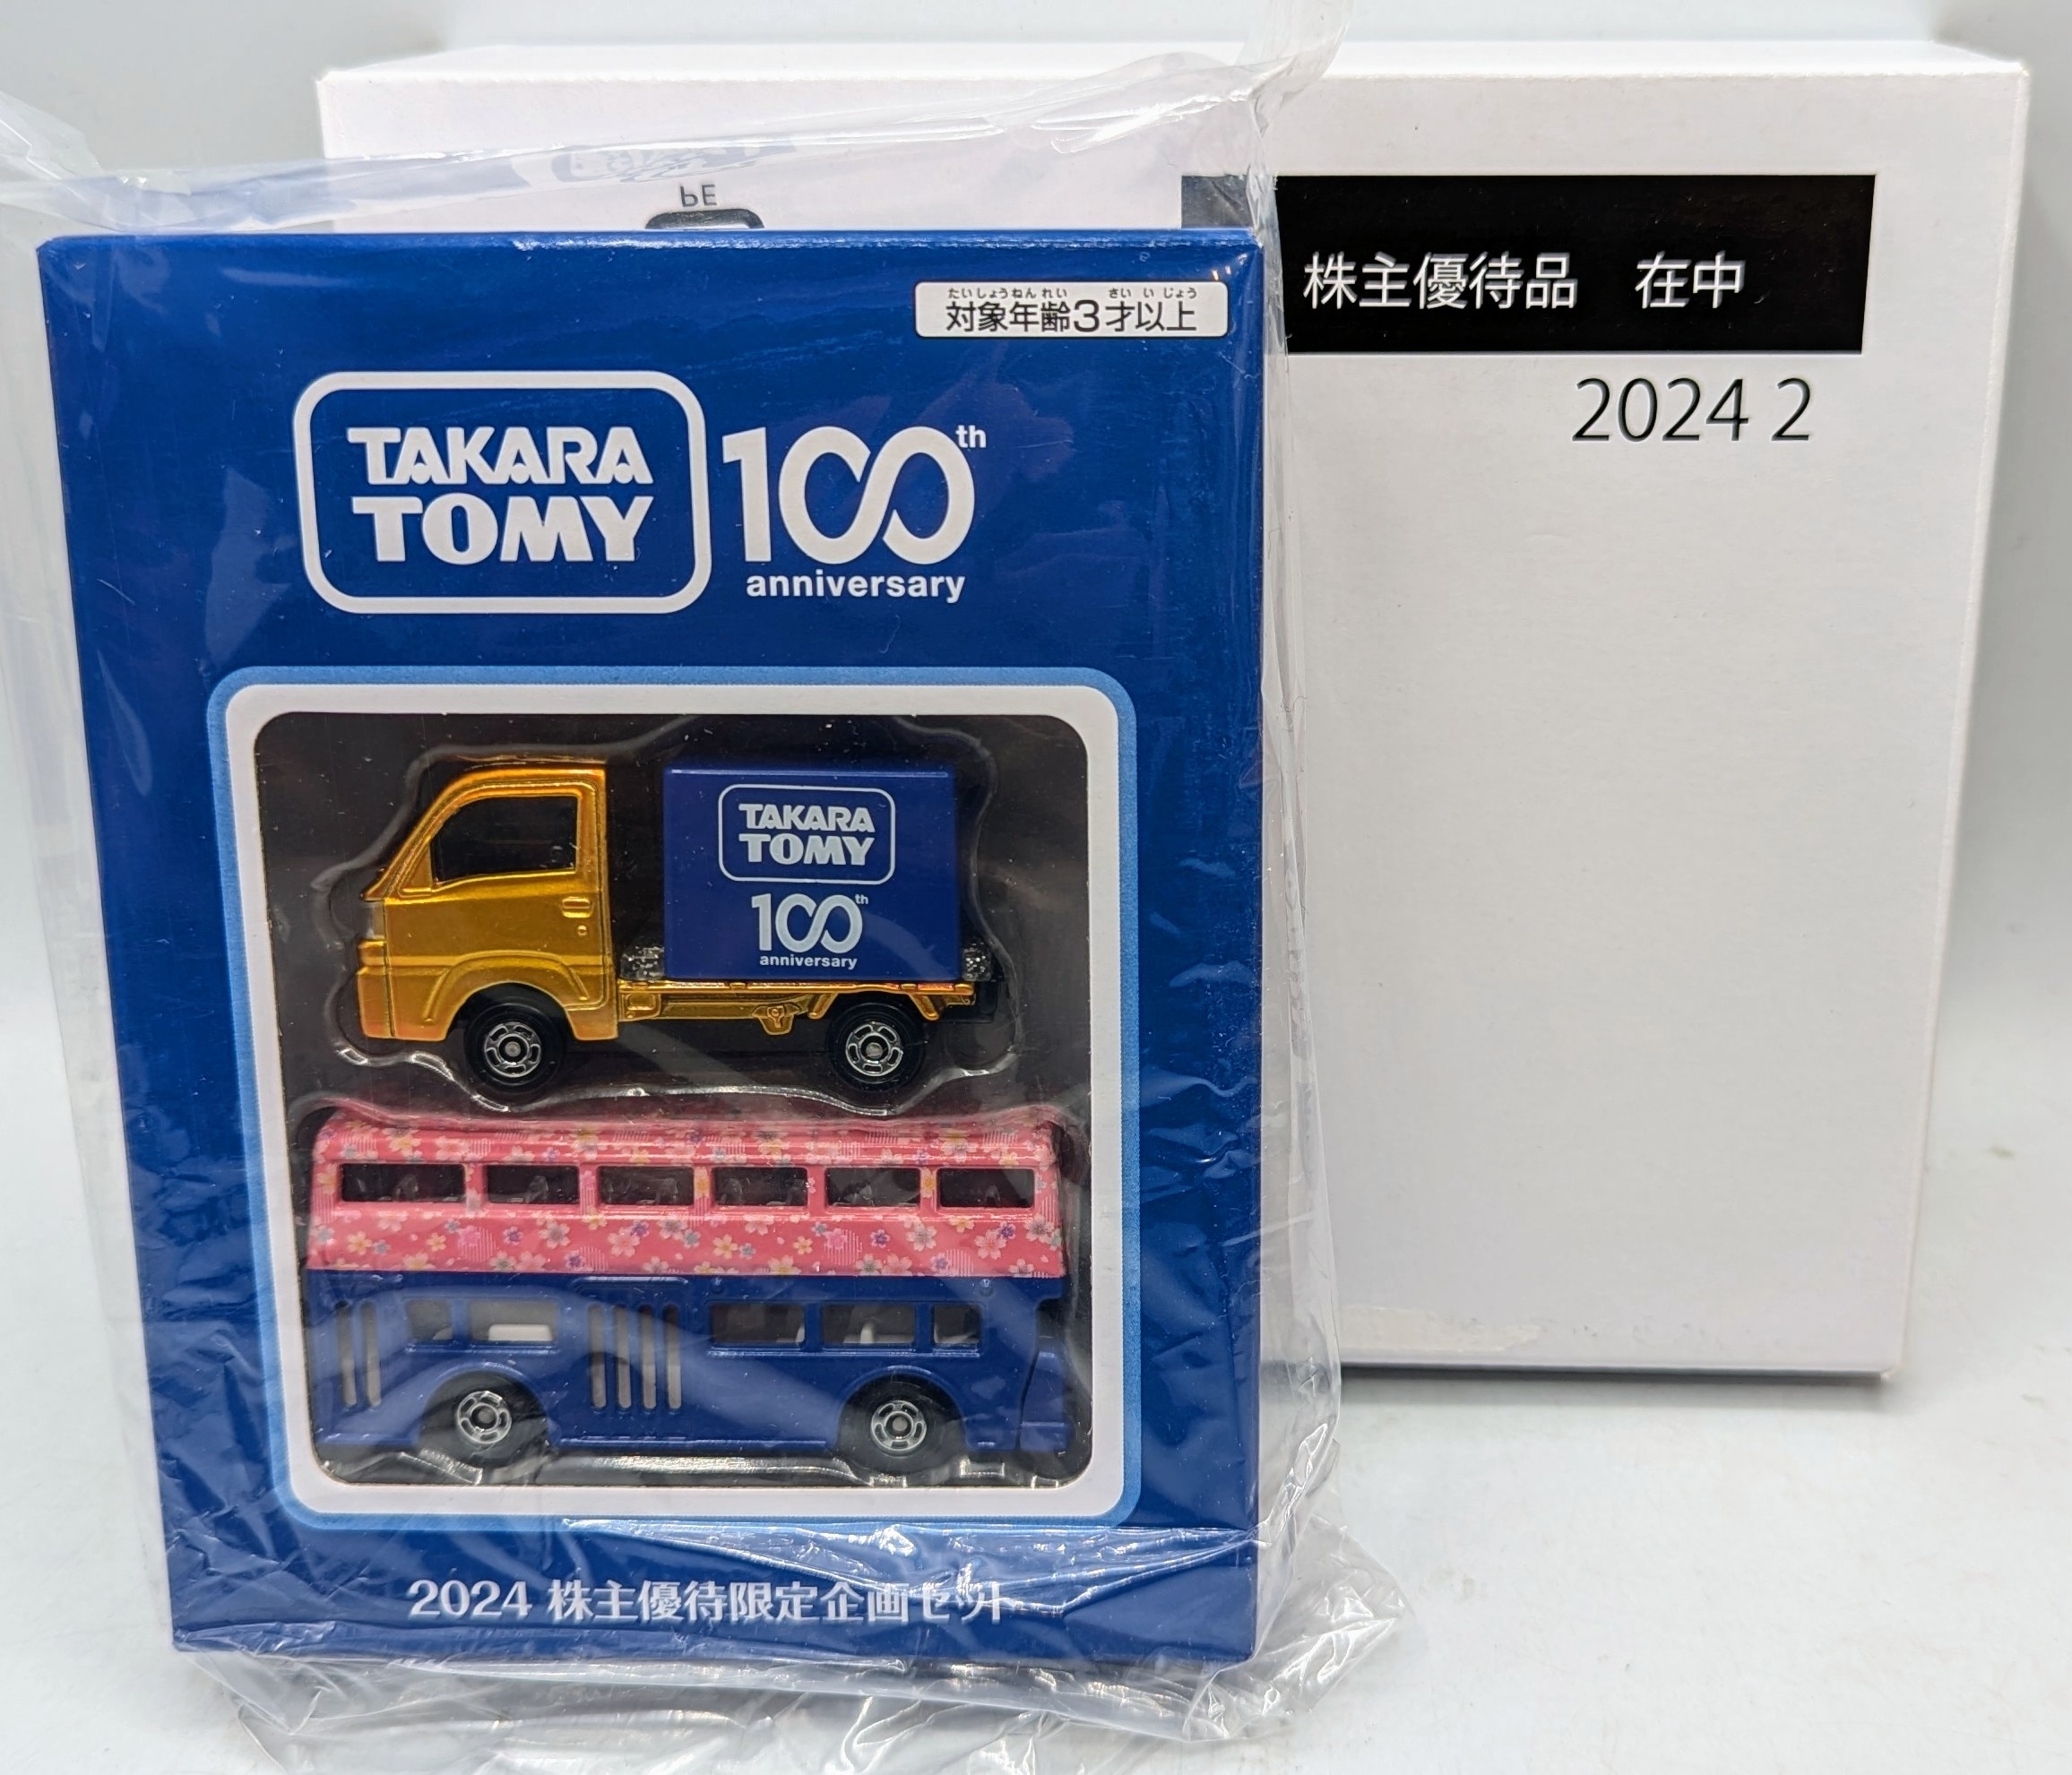 PE
株主優待品 在中
2024 2
たいしょうねんれい さいいじょう
対象年齢3才以上
TAKARA
TOMY
100th
anniversary
TAKARA
TOMY
100th
anniversary
2024 株主優待限定企画セット